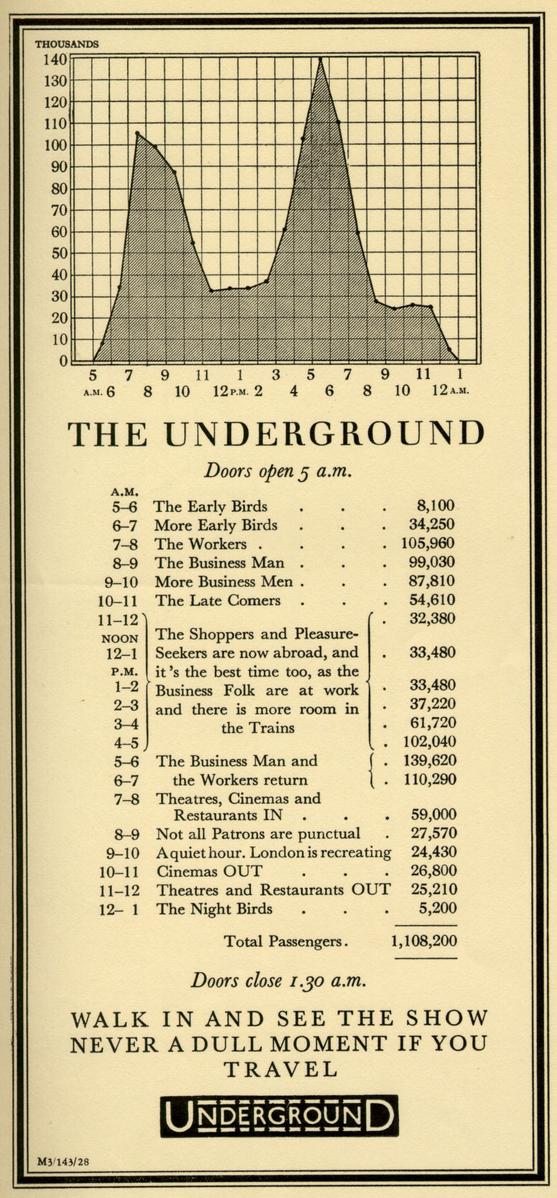 THOUSANDS
140
130
120
110
100
90
80
70
60
50
40
30
20
10
0
5 7 9 11 1 3 5 7 9 11 1
A.M. 6 8 10 12 P.M. 2 4 6 8 10 12 A.M.
THE UNDERGROUND
Doors open 5 a.m.
A.M.
5–6 The Early Birds . . . 8,100
6–7 More Early Birds . . . 34,250
7–8 The Workers . . . . 105,960
8–9 The Business Man . . . 99,030
9–10 More Business Men . . . 87,810
10–11 The Late Comers . . . 54,610
11–12 . 32,380
NOON The Shoppers and Pleasure-
12–1 Seekers are now abroad, and . 33,480
P.M. it's the best time too, as the
1–2 Business Folk are at work . 33,480
2–3 and there is more room in . 37,220
3–4 the Trains . 61,720
4–5 . 102,040
5–6 The Business Man and . 139,620
6–7 the Workers return . 110,290
7–8 Theatres, Cinemas and
Restaurants IN . . . 59,000
8–9 Not all Patrons are punctual . 27,570
9–10 A quiet hour. London is recreating 24,430
10–11 Cinemas OUT . . . 26,800
11–12 Theatres and Restaurants OUT 25,210
12– 1 The Night Birds . . . 5,200
Total Passengers. 1,108,200
Doors close 1.30 a.m.
WALK IN AND SEE THE SHOW
NEVER A DULL MOMENT IF YOU
TRAVEL
UNDERGROUND
M3/143/28